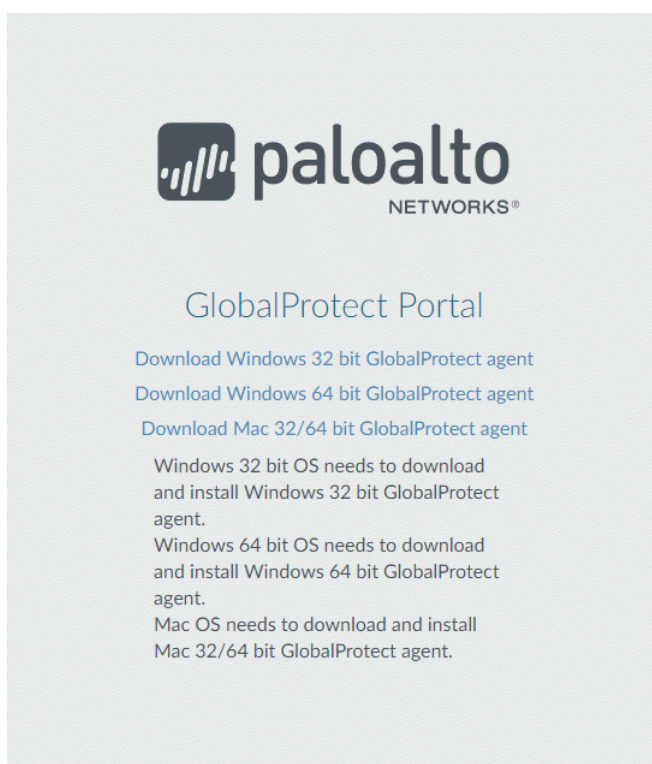 paloalto
NETWORKS®
GlobalProtect Portal
Download Windows 32 bit GlobalProtect agent
Download Windows 64 bit GlobalProtect agent
Download Mac 32/64 bit GlobalProtect agent
Windows 32 bit OS needs to download
and install Windows 32 bit GlobalProtect
agent.
Windows 64 bit OS needs to download
and install Windows 64 bit GlobalProtect
agent.
Mac OS needs to download and install
Mac 32/64 bit GlobalProtect agent.